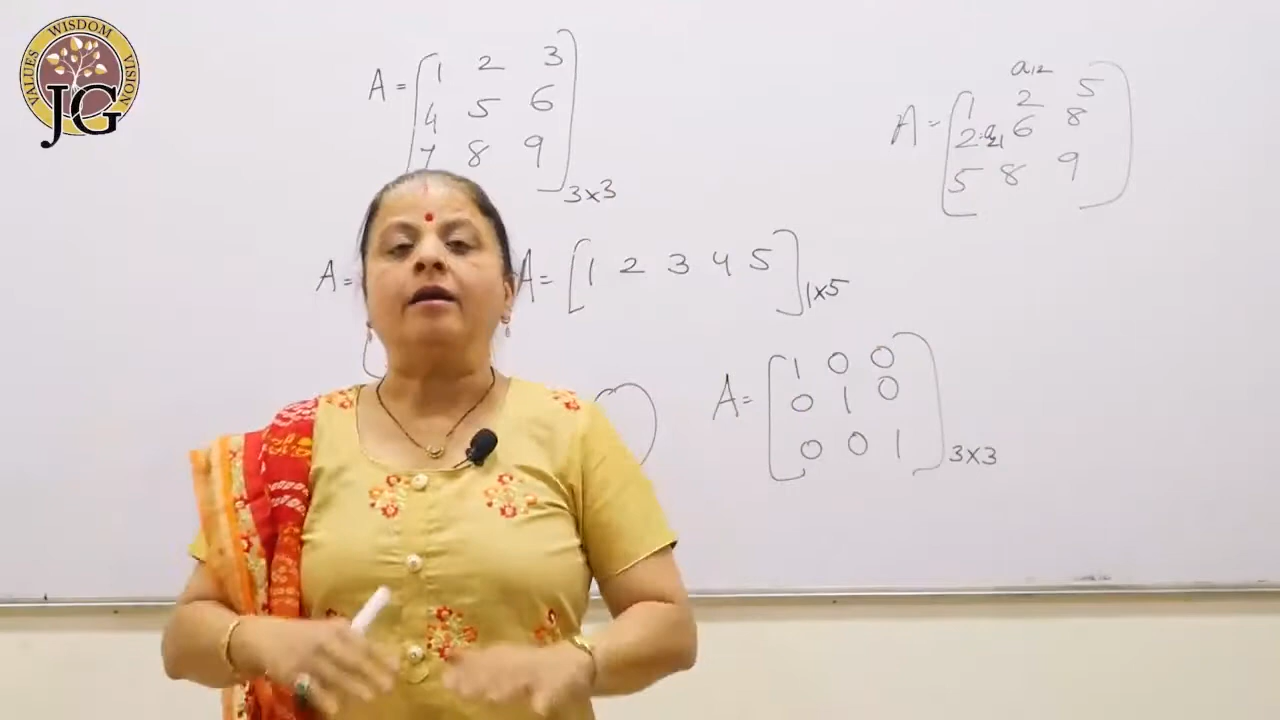 VALUES WISDOM VISION
JG
A = 1 2 3
4 5 6
7 8 9
3x3
a12
A = 1 2 5
2=a21 6 8
5 8 9
A =
A = [1 2 3 4 5]1x5
A = 1 0 0
0 1 0
0 0 1
3x3